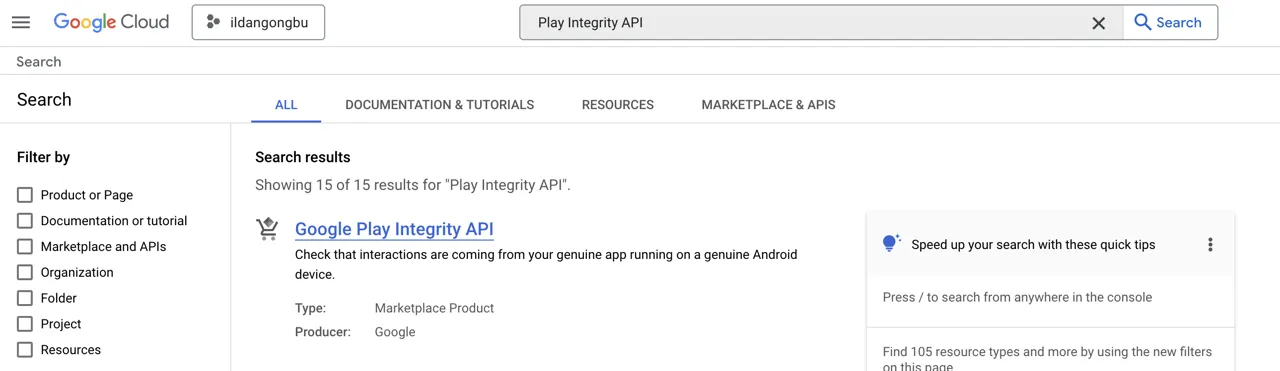 Google Cloud
ildangongbu
Play Integrity API
Search
Search
Search
ALL
DOCUMENTATION & TUTORIALS
RESOURCES
MARKETPLACE & APIS
Filter by
Product or Page
Documentation or tutorial
Marketplace and APIs
Organization
Folder
Project
Resources
Search results
Showing 15 of 15 results for "Play Integrity API".
Google Play Integrity API
Check that interactions are coming from your genuine app running on a genuine Android
device.
Type: Marketplace Product
Producer: Google
Speed up your search with these quick tips
Press / to search from anywhere in the console
Find 105 resource types and more by using the new filters
on this page